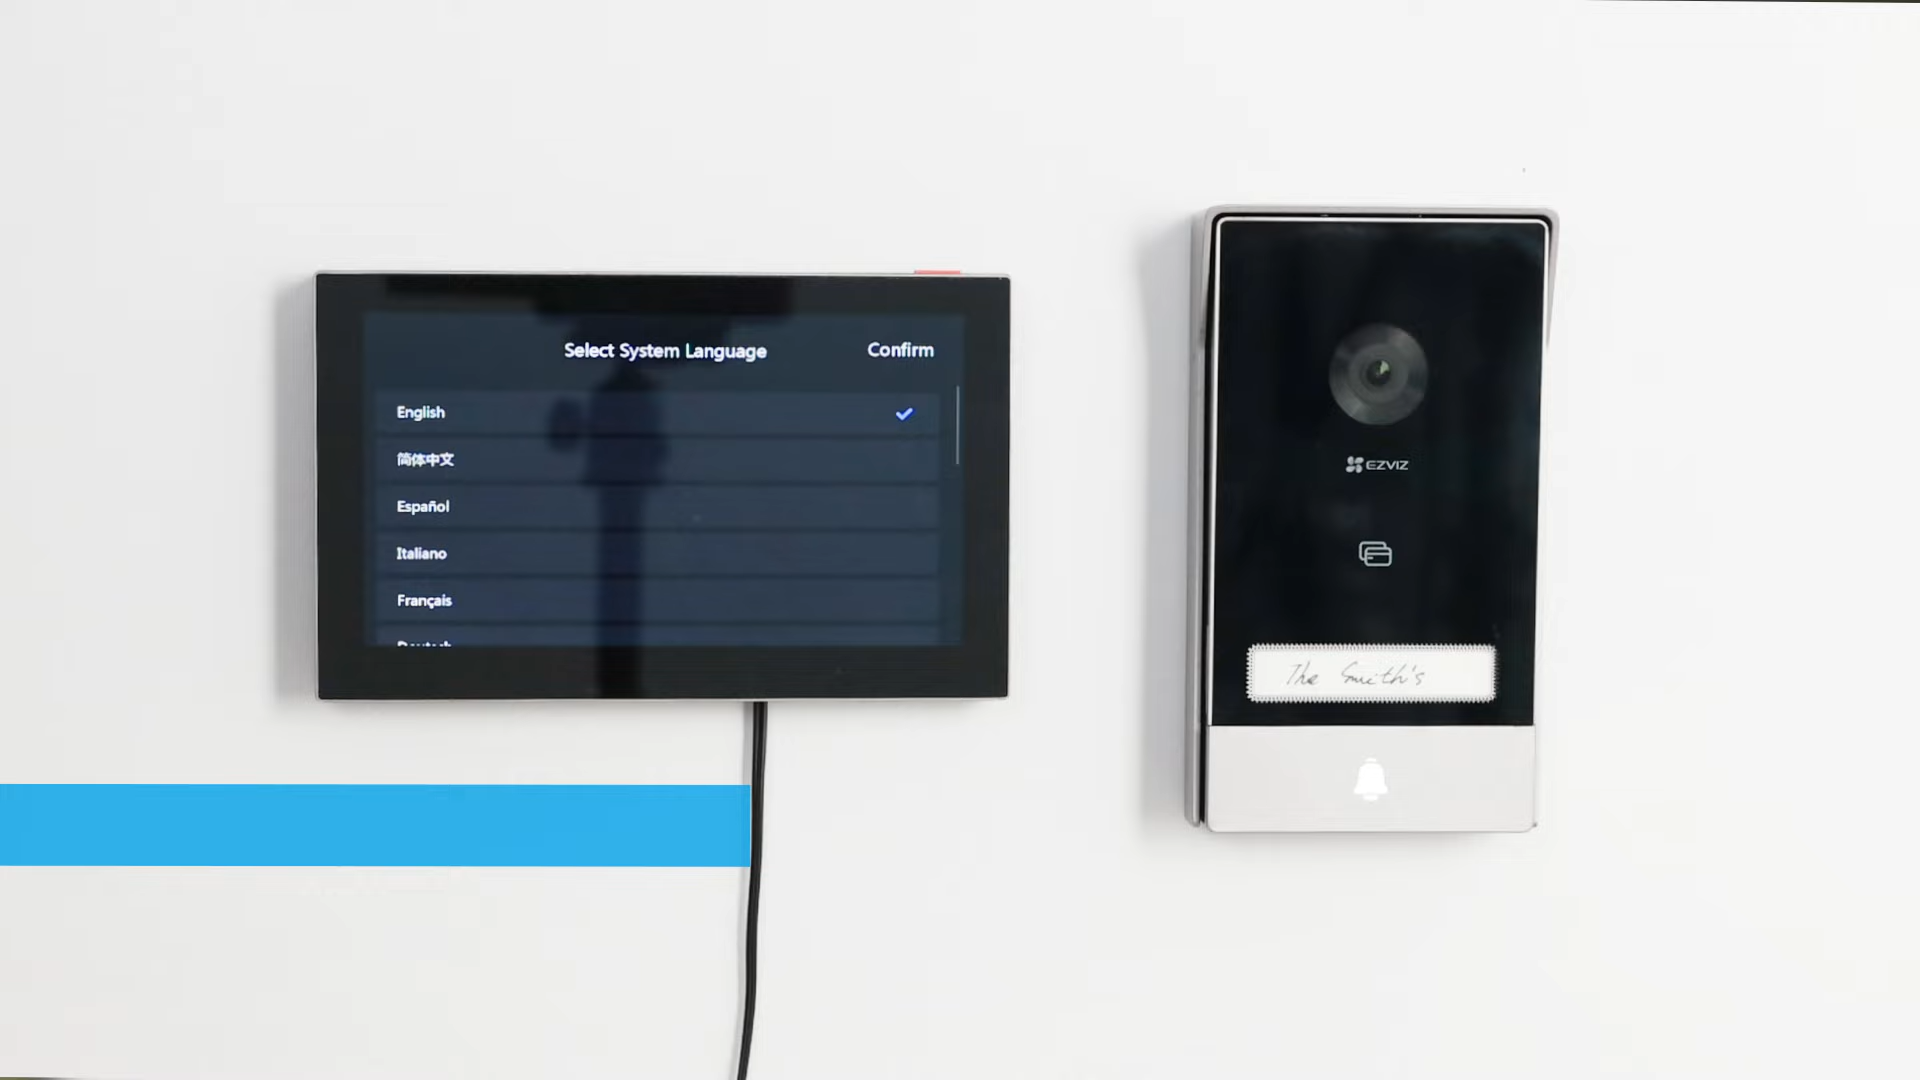 Select System Language
Confirm
English
简体中文
Español
Italiano
Français
EZVIZ
The Smith's